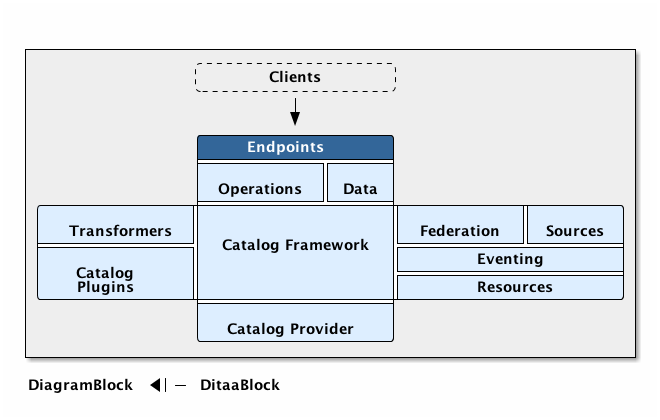 Clients
Endpoints
Operations Data
Transformers
Catalog Framework
Federation Sources
Eventing
Catalog
Plugins
Resources
Catalog Provider
DiagramBlock DitaaBlock